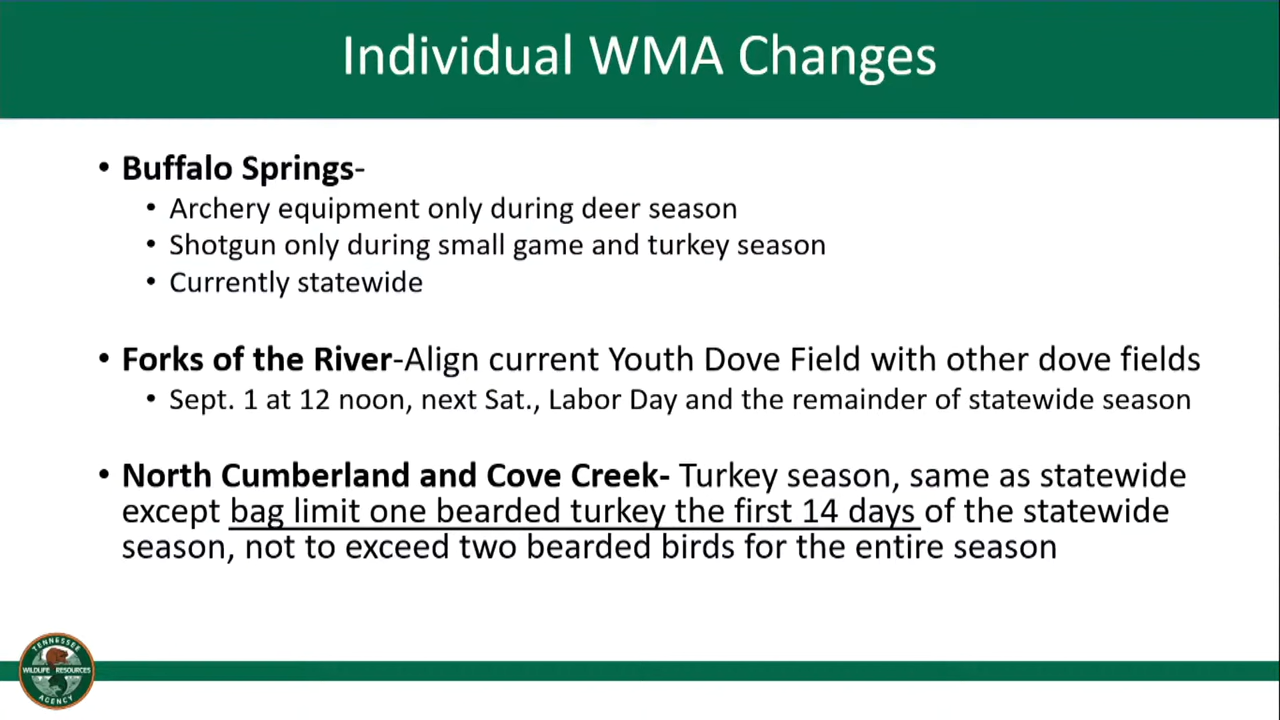 Individual WMA Changes
• Buffalo Springs-
• Archery equipment only during deer season
• Shotgun only during small game and turkey season
• Currently statewide
• Forks of the River-Align current Youth Dove Field with other dove fields
• Sept. 1 at 12 noon, next Sat., Labor Day and the remainder of statewide season
• North Cumberland and Cove Creek- Turkey season, same as statewide
except bag limit one bearded turkey the first 14 days of the statewide
season, not to exceed two bearded birds for the entire season
TENNESSEE
WILDLIFE RESOURCES
AGENCY